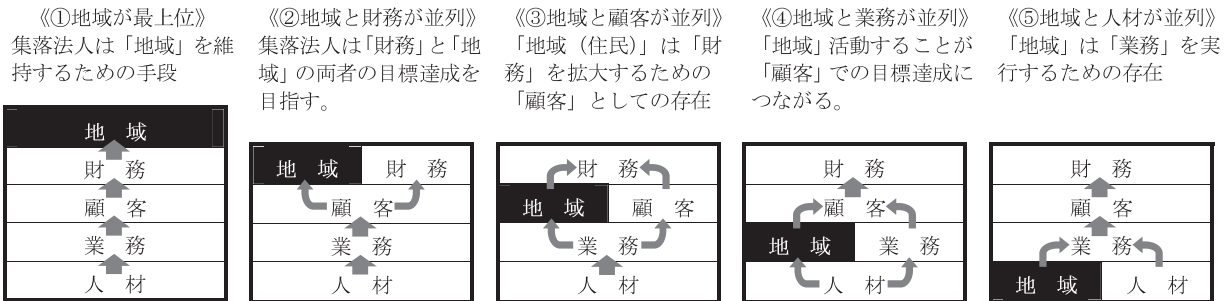 《①地域が最上位》
集落法人は「地域」を維
持するための手段
地 域
財 務
顧 客
業 務
人 材
《②地域と財務が並列》
集落法人は「財務」と「地
域」の両者の目標達成を
目指す。
地 域 財 務
顧 客
業 務
人 材
《③地域と顧客が並列》
「地域（住民）」は「財
務」を拡大するための
「顧客」としての存在
財 務
地 域 顧 客
業 務
人 材
《④地域と業務が並列》
「地域」活動することが
「顧客」での目標達成に
つながる。
財 務
顧 客
地 域 業 務
人 材
《⑤地域と人材が並列》
「地域」は「業務」を実
行するための存在
財 務
顧 客
業 務
地 域 人 材